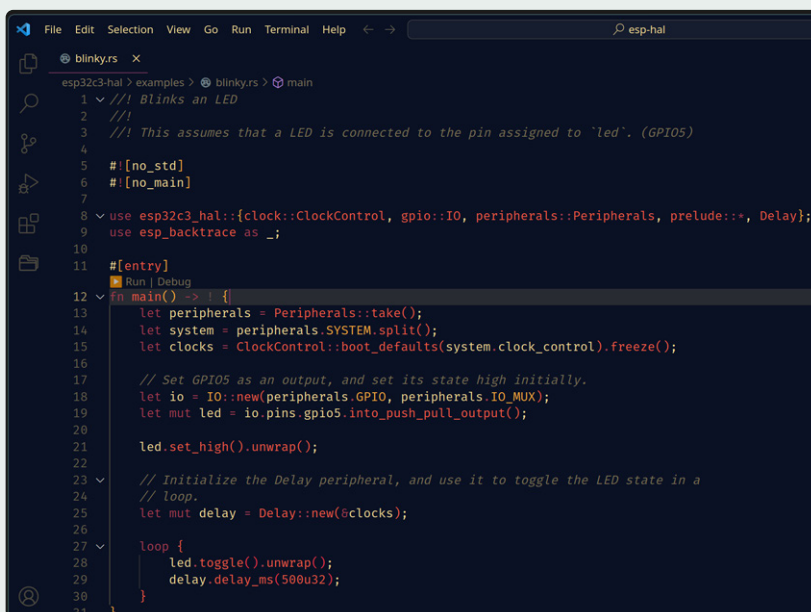 File Edit Selection View Go Run Terminal Help esp-hal
blinky.rs
esp32c3-hal > examples > blinky.rs > main
1 //! Blinks an LED
2 //!
3 //! This assumes that a LED is connected to the pin assigned to `led`. (GPIO5)
4
5 #![no_std]
6 #![no_main]
7
8 use esp32c3_hal::{clock::ClockControl, gpio::IO, peripherals::Peripherals, prelude::*, Delay};
9 use esp_backtrace as _;
10
11 #[entry]
Run | Debug
12 fn main() -> ! {
13 let peripherals = Peripherals::take();
14 let system = peripherals.SYSTEM.split();
15 let clocks = ClockControl::boot_defaults(system.clock_control).freeze();
16
17 // Set GPIO5 as an output, and set its state high initially.
18 let io = IO::new(peripherals.GPIO, peripherals.IO_MUX);
19 let mut led = io.pins.gpio5.into_push_pull_output();
20
21 led.set_high().unwrap();
22
23 // Initialize the Delay peripheral, and use it to toggle the LED state in a
24 // loop.
25 let mut delay = Delay::new(&clocks);
26
27 loop {
28 led.toggle().unwrap();
29 delay.delay_ms(500u32);
30 }
31 }